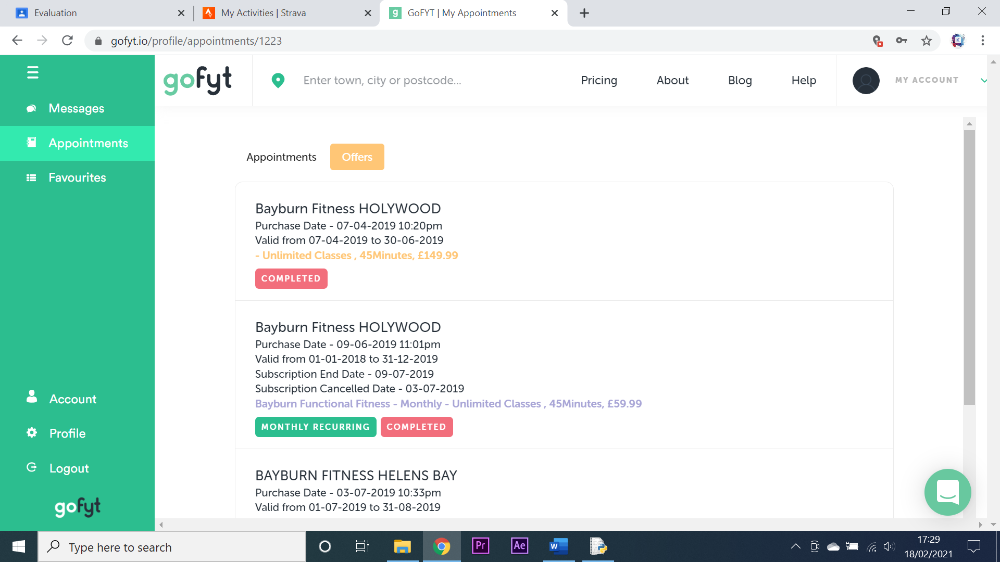 Evaluation
My Activities | Strava
GoFYT | My Appointments
gofyt.io/profile/appointments/1223
gofyt
Enter town, city or postcode...
Pricing
About
Blog
Help
MY ACCOUNT
Messages
Appointments
Favourites
Account
Profile
Logout
gofyt
Appointments
Offers
Bayburn Fitness HOLYWOOD
Purchase Date - 07-04-2019 10:20pm
Valid from 07-04-2019 to 30-06-2019
- Unlimited Classes , 45Minutes, £149.99
COMPLETED
Bayburn Fitness HOLYWOOD
Purchase Date - 09-06-2019 11:01pm
Valid from 01-01-2018 to 31-12-2019
Subscription End Date - 09-07-2019
Subscription Cancelled Date - 03-07-2019
Bayburn Functional Fitness - Monthly - Unlimited Classes , 45Minutes, £59.99
MONTHLY RECURRING
COMPLETED
BAYBURN FITNESS HELENS BAY
Purchase Date - 03-07-2019 10:33pm
Valid from 01-07-2019 to 31-08-2019
Type here to search
Pr
Ae
W
17:29
18/02/2021